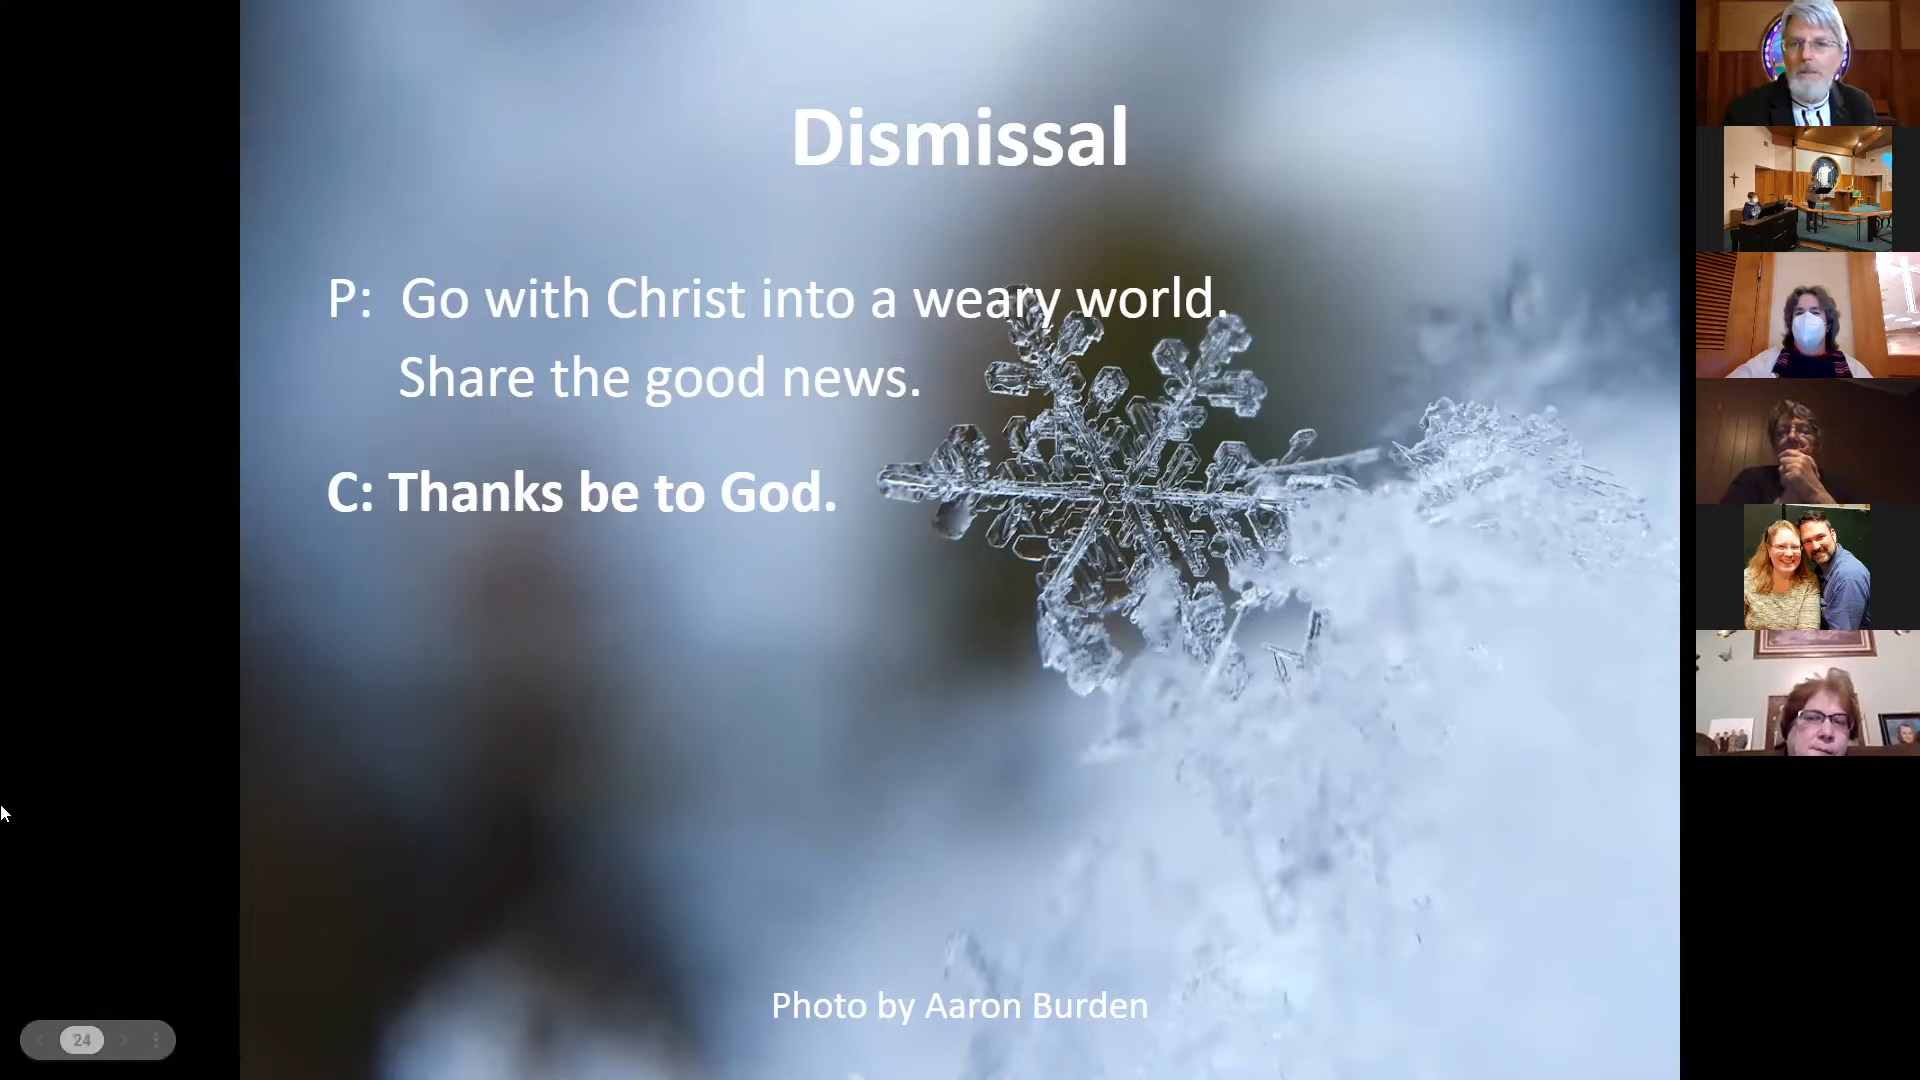 Dismissal
P: Go with Christ into a weary world.
Share the good news.
C: Thanks be to God.
Photo by Aaron Burden
24